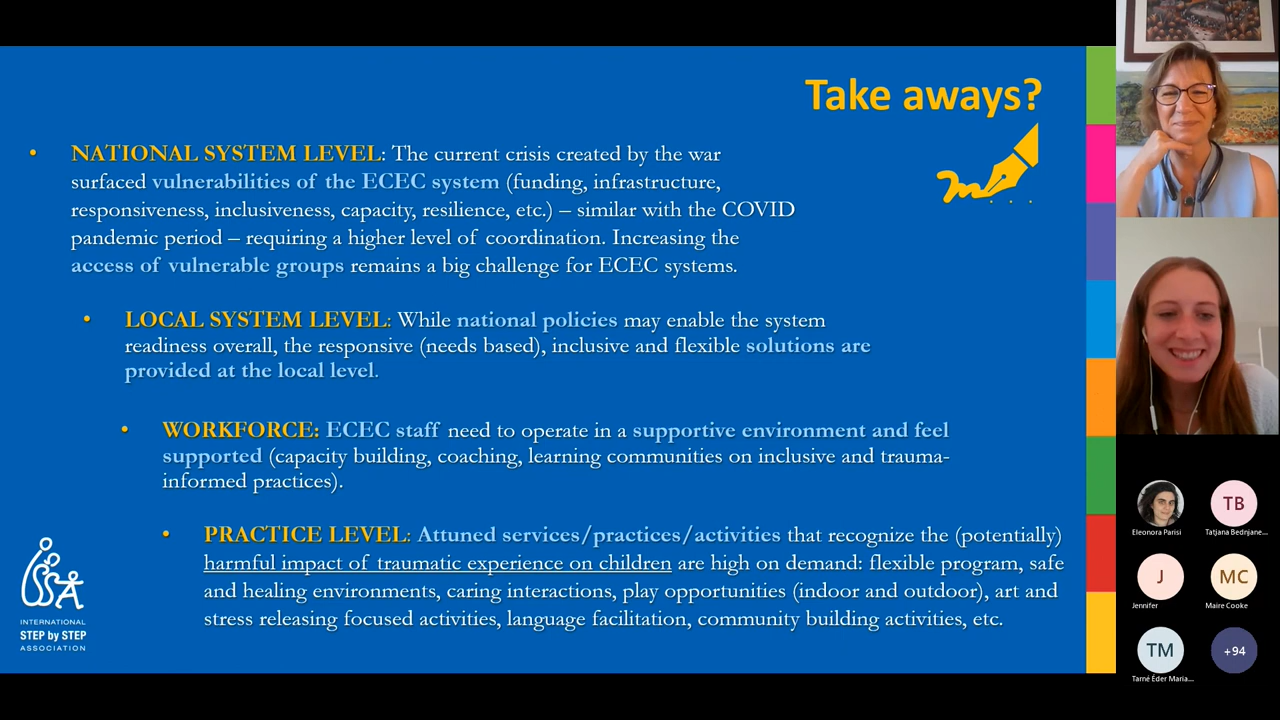 Take aways?
• NATIONAL SYSTEM LEVEL: The current crisis created by the war
surfaced vulnerabilities of the ECEC system (funding, infrastructure,
responsiveness, inclusiveness, capacity, resilience, etc.) – similar with the COVID
pandemic period – requiring a higher level of coordination. Increasing the
access of vulnerable groups remains a big challenge for ECEC systems.
• LOCAL SYSTEM LEVEL: While national policies may enable the system
readiness overall, the responsive (needs based), inclusive and flexible solutions are
provided at the local level.
• WORKFORCE: ECEC staff need to operate in a supportive environment and feel
supported (capacity building, coaching, learning communities on inclusive and trauma-
informed practices).
• PRACTICE LEVEL: Attuned services/practices/activities that recognize the (potentially)
harmful impact of traumatic experience on children are high on demand: flexible program, safe
and healing environments, caring interactions, play opportunities (indoor and outdoor), art and
stress releasing focused activities, language facilitation, community building activities, etc.
ISSA
INTERNATIONAL
STEP by STEP
ASSOCIATION
TB
Eleonora Parisi
Tatjana Bednjane...
J
MC
Jennifer
Maire Cooke
TM
+94
Tarné Éder Maria...